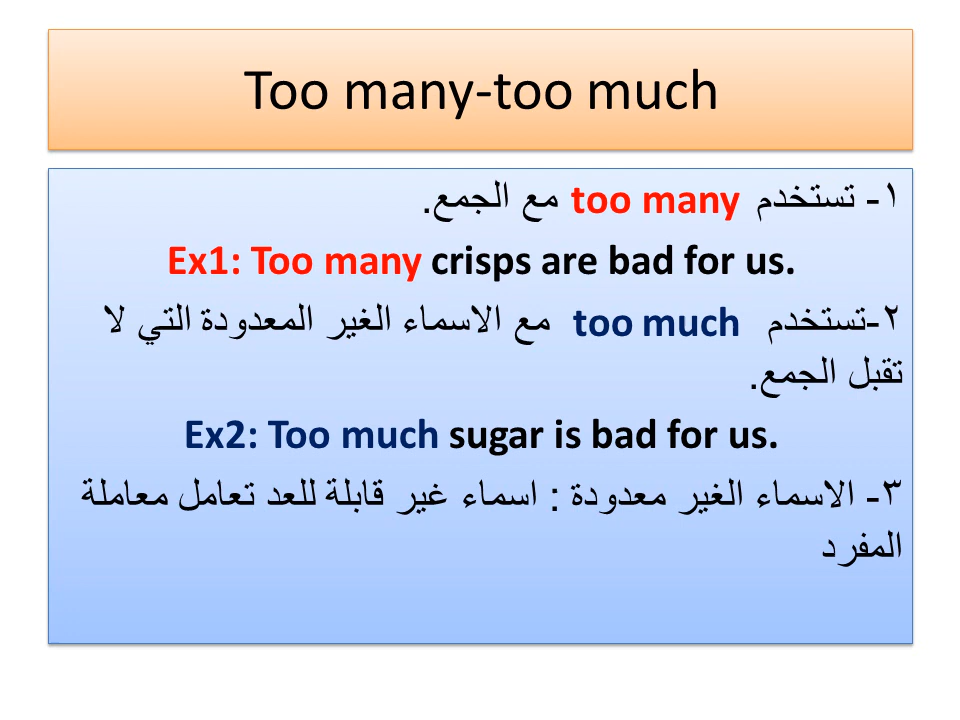 Too many-too much
١- تستخدم too many مع الجمع.
Ex1: Too many crisps are bad for us.
٢-تستخدم too much مع الاسماء الغير المعدودة التي لا
تقبل الجمع.
Ex2: Too much sugar is bad for us.
٣- الاسماء الغير معدودة : اسماء غير قابلة للعد تعامل معاملة
المفرد